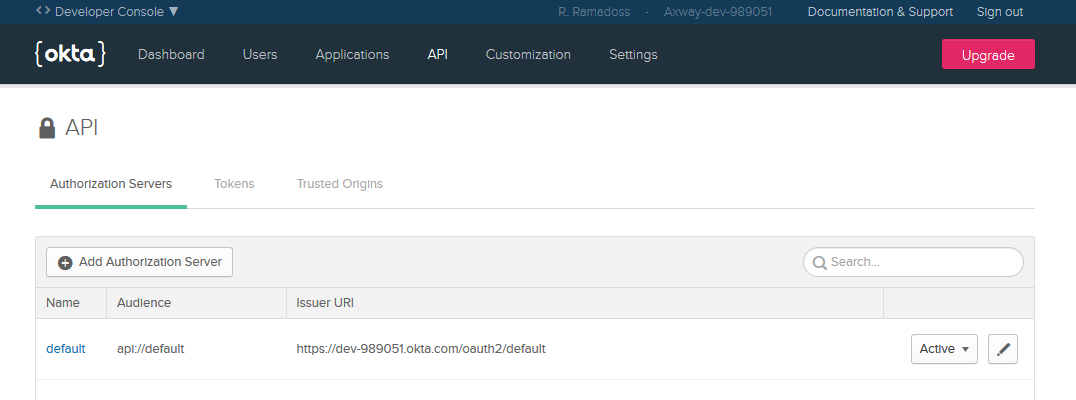 <> Developer Console ▼ R. Ramadoss - Axway-dev-989051 Documentation & Support Sign out
{okta} Dashboard Users Applications API Customization Settings Upgrade
API
Authorization Servers Tokens Trusted Origins
Add Authorization Server Search...
Name Audience Issuer URI
default api://default https://dev-989051.okta.com/oauth2/default Active ▼